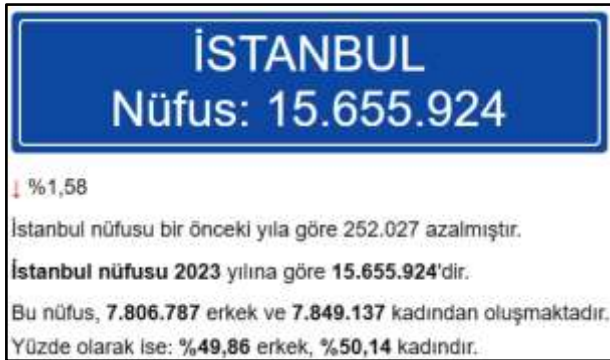 İSTANBUL
Nüfus: 15.655.924
↓ %1,58
İstanbul nüfusu bir önceki yıla göre 252.027 azalmıştır.
İstanbul nüfusu 2023 yılına göre 15.655.924'dir.
Bu nüfus, 7.806.787 erkek ve 7.849.137 kadından oluşmaktadır.
Yüzde olarak ise: %49,86 erkek, %50,14 kadındır.